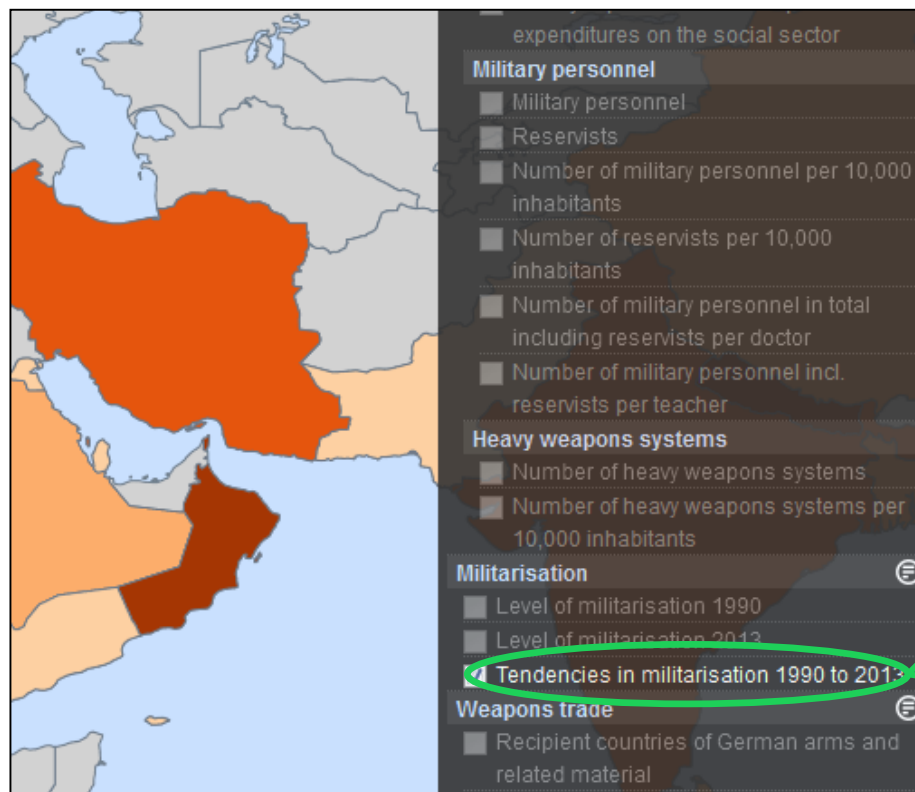 expenditures on the social sector
Military personnel
Military personnel
Reservists
Number of military personnel per 10,000
inhabitants
Number of reservists per 10,000
inhabitants
Number of military personnel in total
including reservists per doctor
Number of military personnel incl.
reservists per teacher
Heavy weapons systems
Number of heavy weapons systems
Number of heavy weapons systems per
10,000 inhabitants
Militarisation
Level of militarisation 1990
Level of militarisation 2013
Tendencies in militarisation 1990 to 2013
Weapons trade
Recipient countries of German arms and
related material